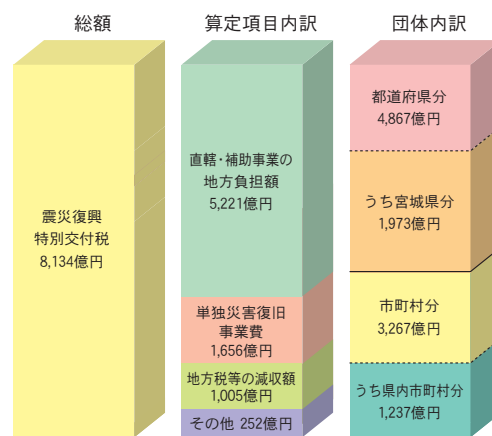 総額
震災復興
特別交付税
8,134億円
算定項目内訳
直轄・補助事業の
地方負担額
5,221億円
単独災害復旧
事業費
1,656億円
地方税等の減収額
1,005億円
その他 252億円
団体内訳
都道府県分
4,867億円
うち宮城県分
1,973億円
市町村分
3,267億円
うち県内市町村分
1,237億円